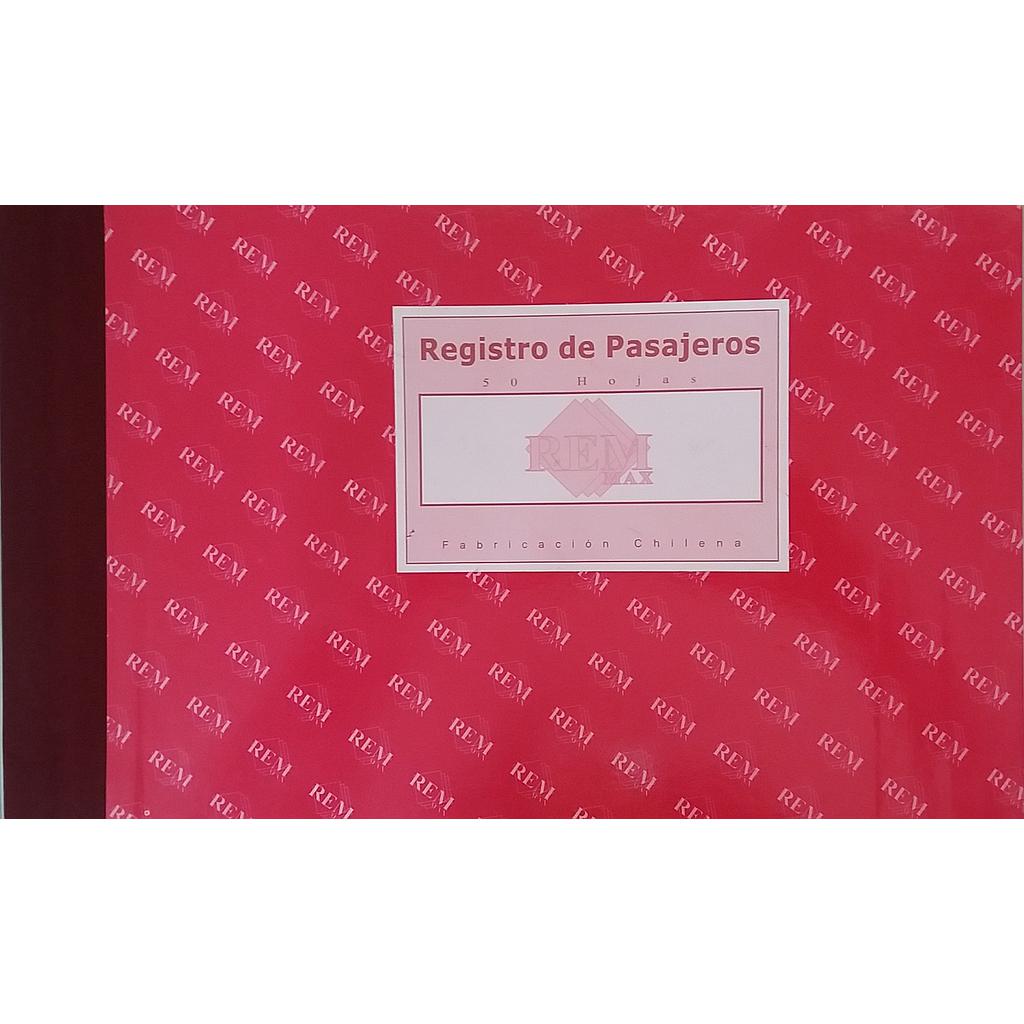 Registro de Pasajeros
50 Hojas
REM
MAX
Fabricación Chilena